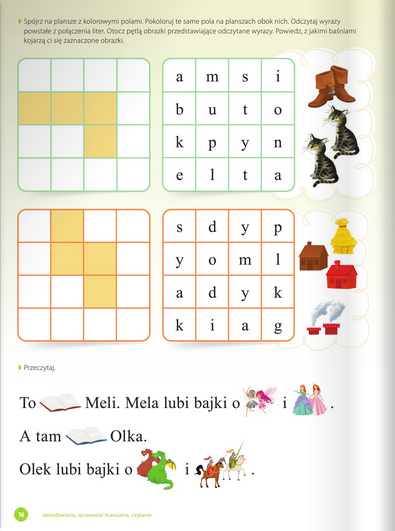 Spójrz na plansze z kolorowymi polami. Pokoloruj te same pola na planszach obok nich. Odczytaj wyrazy
powstałe z połączenia liter. Otocz pętlą obrazki przedstawiające odczytane wyrazy. Powiedz, z jakimi baśniami
kojarzą ci się zaznaczone obrazki.
a m s i
b u t o
k p y n
e l t a
s d y p
y o m l
a d y k
k i a g
Przeczytaj.
To Meli. Mela lubi bajki o i .
A tam Olka.
Olek lubi bajki o i .
16 dekodowanie, sprawność manualna, czytanie